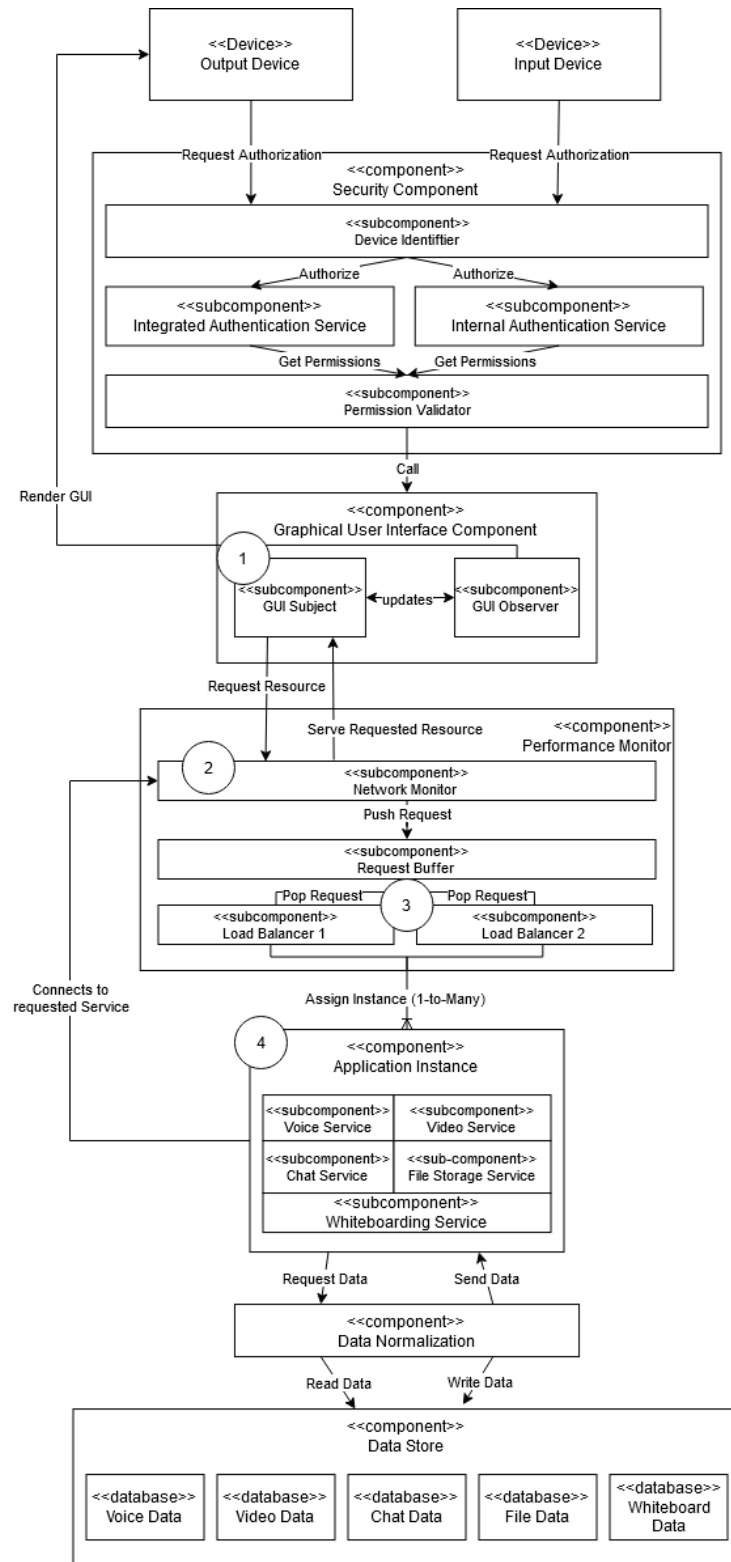 <<Device>>
Output Device
<<Device>>
Input Device
Request Authorization
Request Authorization
<<component>>
Security Component
<<subcomponent>>
Device Identiftier
Authorize
Authorize
<<subcomponent>>
Integrated Authentication Service
<<subcomponent>>
Internal Authentication Service
Get Permissions
Get Permissions
<<subcomponent>>
Permission Validator
Call
Render GUI
<<component>>
Graphical User Interface Component
1
<<subcomponent>>
GUI Subject
updates
<<subcomponent>>
GUI Observer
Request Resource
Serve Requested Resource
<<component>>
Performance Monitor
2
<<subcomponent>>
Network Monitor
Push Request
<<subcomponent>>
Request Buffer
Pop Request
3
Pop Request
<<subcomponent>>
Load Balancer 1
<<subcomponent>>
Load Balancer 2
Connects to
requested Service
Assign Instance (1-to-Many)
4
<<component>>
Application Instance
<<subcomponent>>
Voice Service
<<subcomponent>>
Video Service
<<subcomponent>>
Chat Service
<<sub-component>>
File Storage Service
<<subcomponent>>
Whiteboarding Service
Request Data
Send Data
<<component>>
Data Normalization
Read Data
Write Data
<<component>>
Data Store
<<database>>
Voice Data
<<database>>
Video Data
<<database>>
Chat Data
<<database>>
File Data
<<database>>
Whiteboard
Data